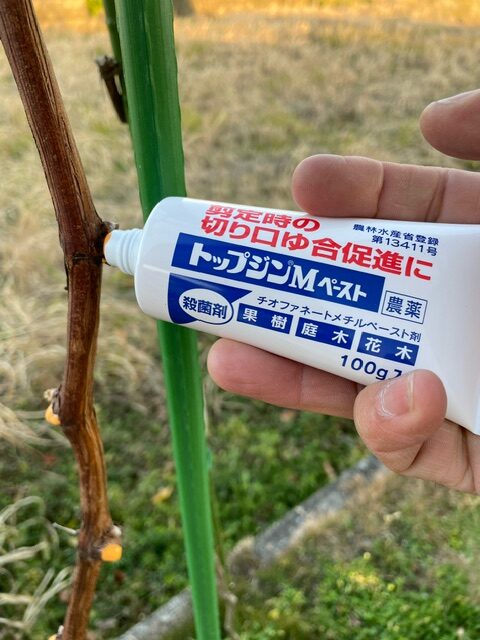 剪定時の
切り口ゆ合促進に
農林水産省登録
第13411号
トップジンMペースト
農薬
チオファネートメチルペースト剤
殺菌剤
果樹 庭木 花木
100g